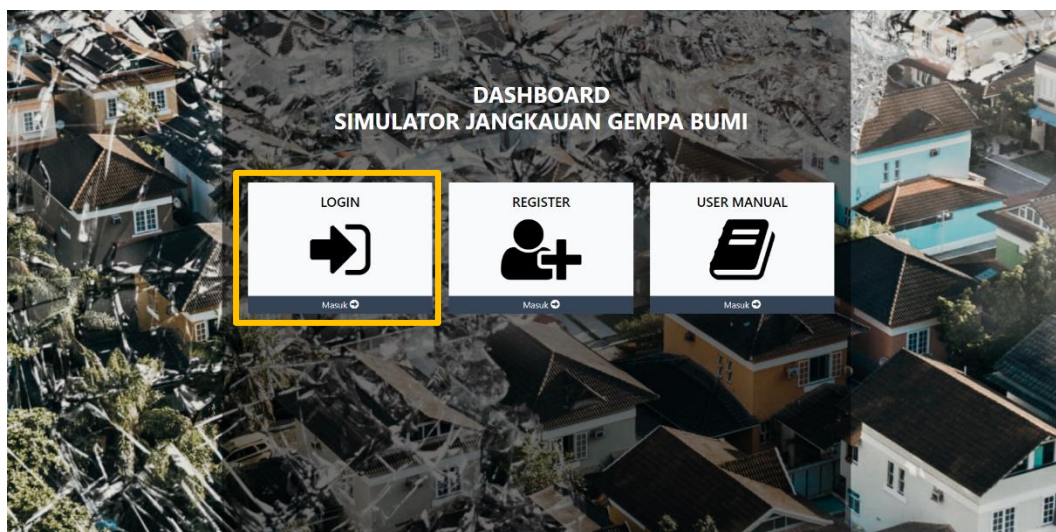 DASHBOARD
SIMULATOR JANGKAUAN GEMPA BUMI
LOGIN
Masuk
REGISTER
Masuk
USER MANUAL
Masuk